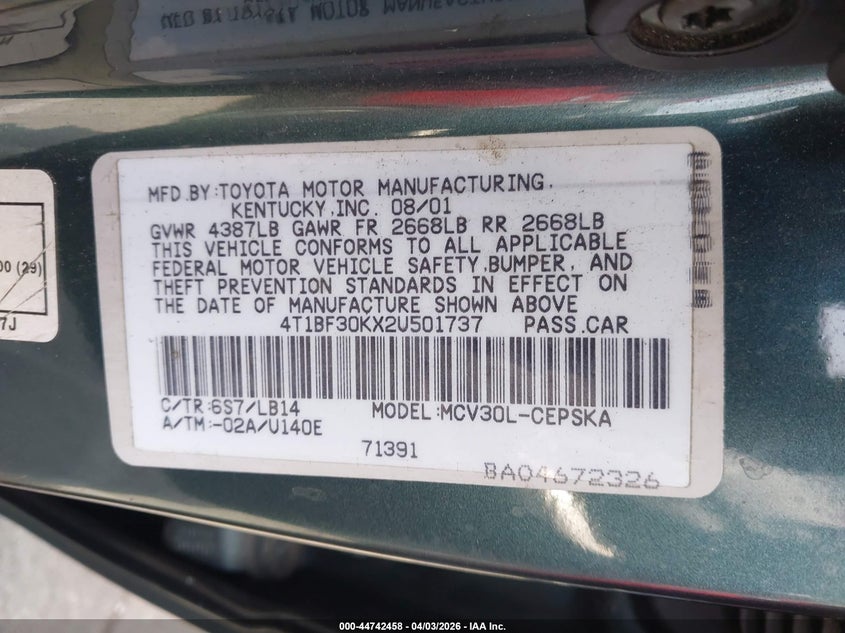 MFD.BY:TOYOTA MOTOR MANUFACTURING,
KENTUCKY,INC. 08/01
GVWR 4387LB GAWR FR 2668LB RR 2668LB
THIS VEHICLE CONFORMS TO ALL APPLICABLE
FEDERAL MOTOR VEHICLE SAFETY,BUMPER, AND
THEFT PREVENTION STANDARDS IN EFFECT ON
THE DATE OF MANUFACTURE SHOWN ABOVE
4T1BF30KX2U501737 PASS.CAR
C/TR:6S7/LB14 MODEL:MCV30L-CEPSKA
A/TM:-02A/U140E
71391
BA04672326
00 (29)
7J
000-44742458 - 04/03/2026 - IAA Inc.